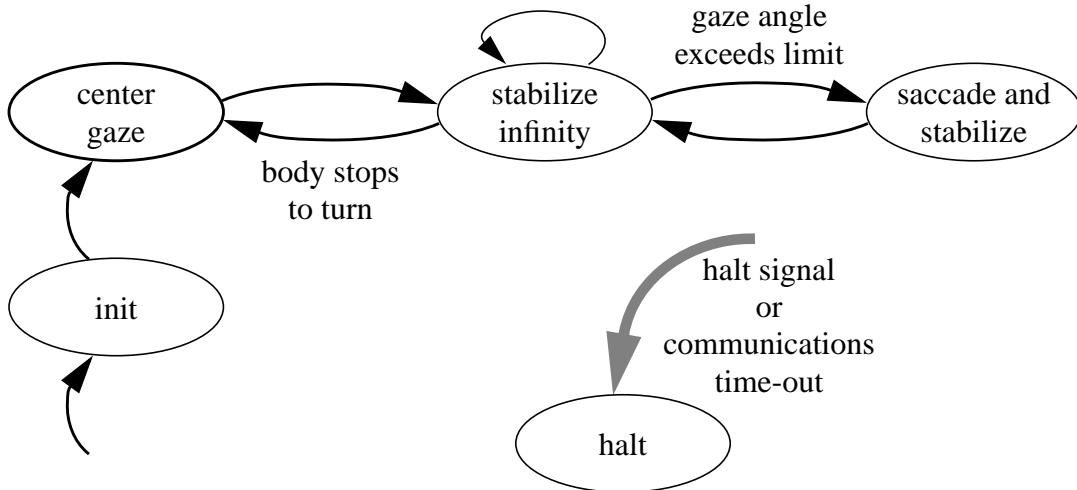 gaze angle
exceeds limit
center
gaze
stabilize
infinity
saccade and
stabilize
body stops
to turn
init
halt signal
or
communications
time-out
halt